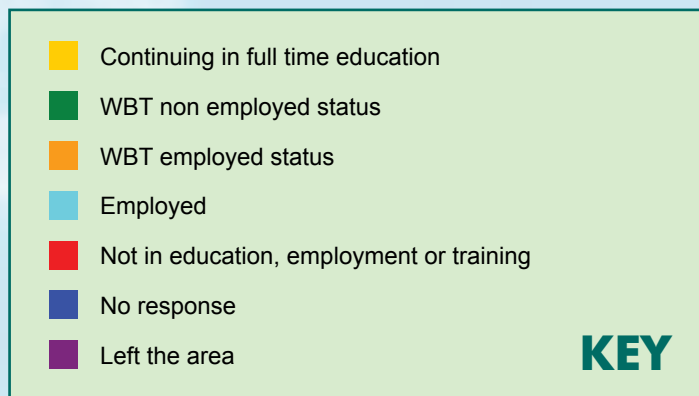 Continuing in full time education
WBT non employed status
WBT employed status
Employed
Not in education, employment or training
No response
Left the area
KEY